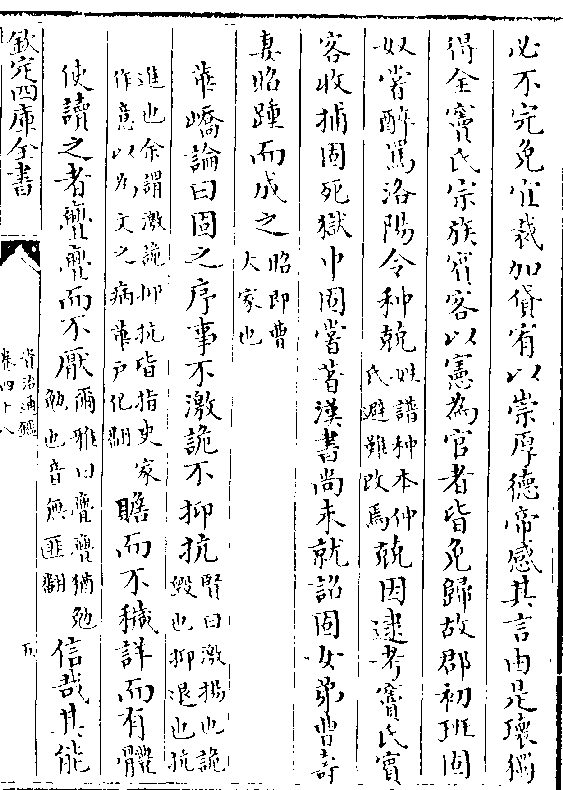 必不完免宜裁加貸宥以崇厚德帝感其言由是瓌獨
得全竇氏宗族賓客以憲為官者皆免歸故郡初班固
奴嘗醉罵洛陽令种兢姓譜种本仲氏避難改焉兢因逮考竇氏賓
客收捕固死獄中固嘗著漢書尚未就詔固女弟曹壽
妻昭踵而成之昭即曹大家也
華嶠論曰固之序事不激詭不抑抗賢曰激揚也詭毀也抑退也抗
進也余謂激詭抑抗皆指史家作意以為文之病華戶化翻贍而不穢詳而有體
使讀之者亹亹而不厭爾雅曰亹亹猶勉勉也音無匪翻信哉其能
欽定四庫全書
資治通鑑
卷四十八